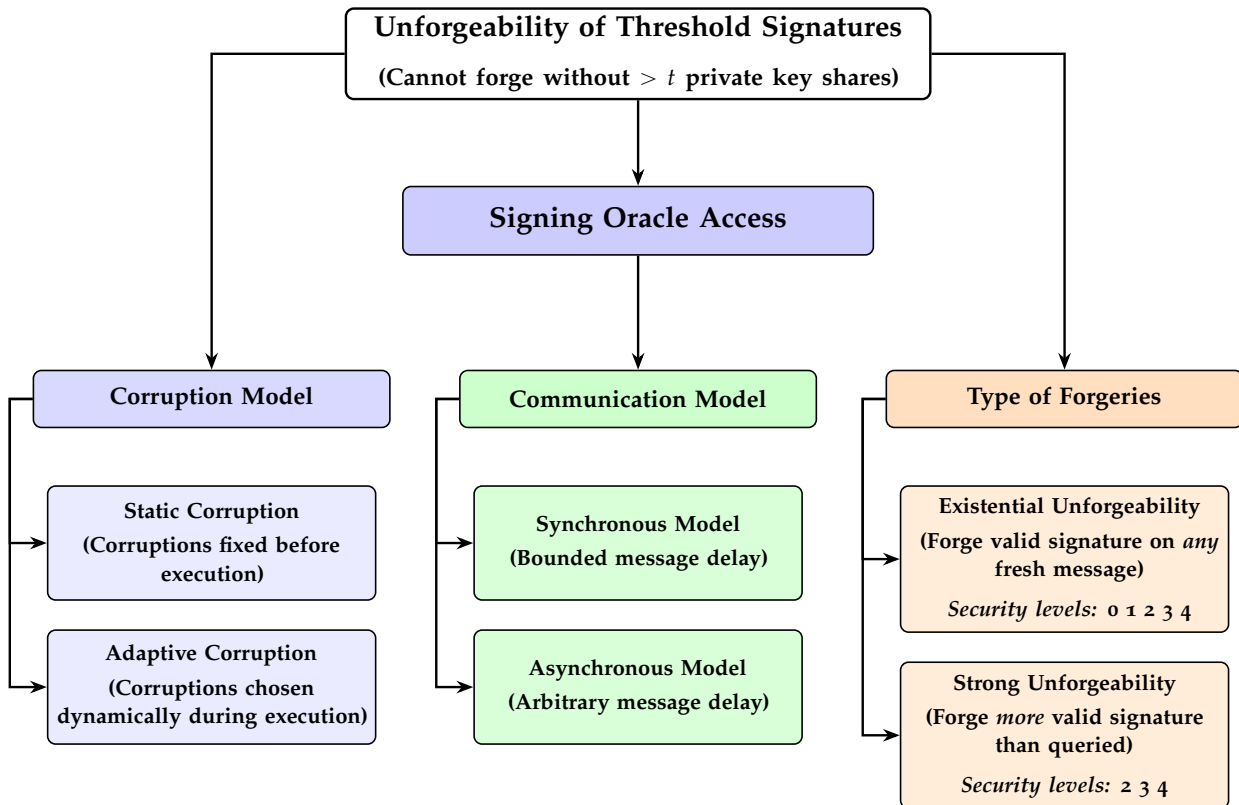 Unforgeability of Threshold Signatures
(Cannot forge without > t private key shares)
Signing Oracle Access
Corruption Model
Static Corruption
(Corruptions fixed before
execution)
Adaptive Corruption
(Corruptions chosen
dynamically during execution)
Communication Model
Synchronous Model
(Bounded message delay)
Asynchronous Model
(Arbitrary message delay)
Type of Forgeries
Existential Unforgeability
(Forge valid signature on any
fresh message)
Security levels: 0 1 2 3 4
Strong Unforgeability
(Forge more valid signature
than queried)
Security levels: 2 3 4